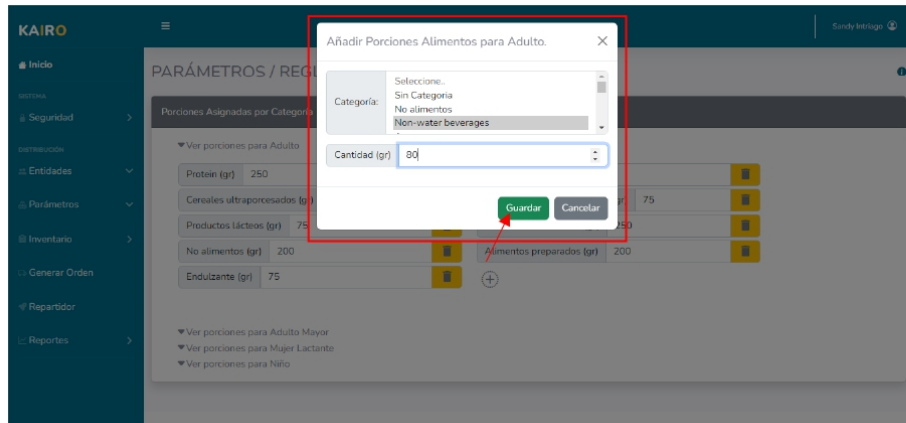 KAIRO
Sandy Intriago
Inicio
SISTEMA
Seguridad
DISTRIBUCIÓN
Entidades
Parámetros
Inventario
Generar Orden
Repartidor
Reportes
PARÁMETROS / REGL
Porciones Asignadas por Categoría
Ver porciones para Adulto
Protein (gr) 250
Cereales ultraporcesados (gr)
gr) 75
Productos lácteos (gr) 75
250
No alimentos (gr) 200
Alimentos preparados (gr) 200
Endulzante (gr) 75
Ver porciones para Adulto Mayor
Ver porciones para Mujer Lactante
Ver porciones para Niño
Añadir Porciones Alimentos para Adulto.
Categoría:
Seleccione..
Sin Categoria
No alimentos
Non-water beverages
Cantidad (gr) 80
Guardar Cancelar